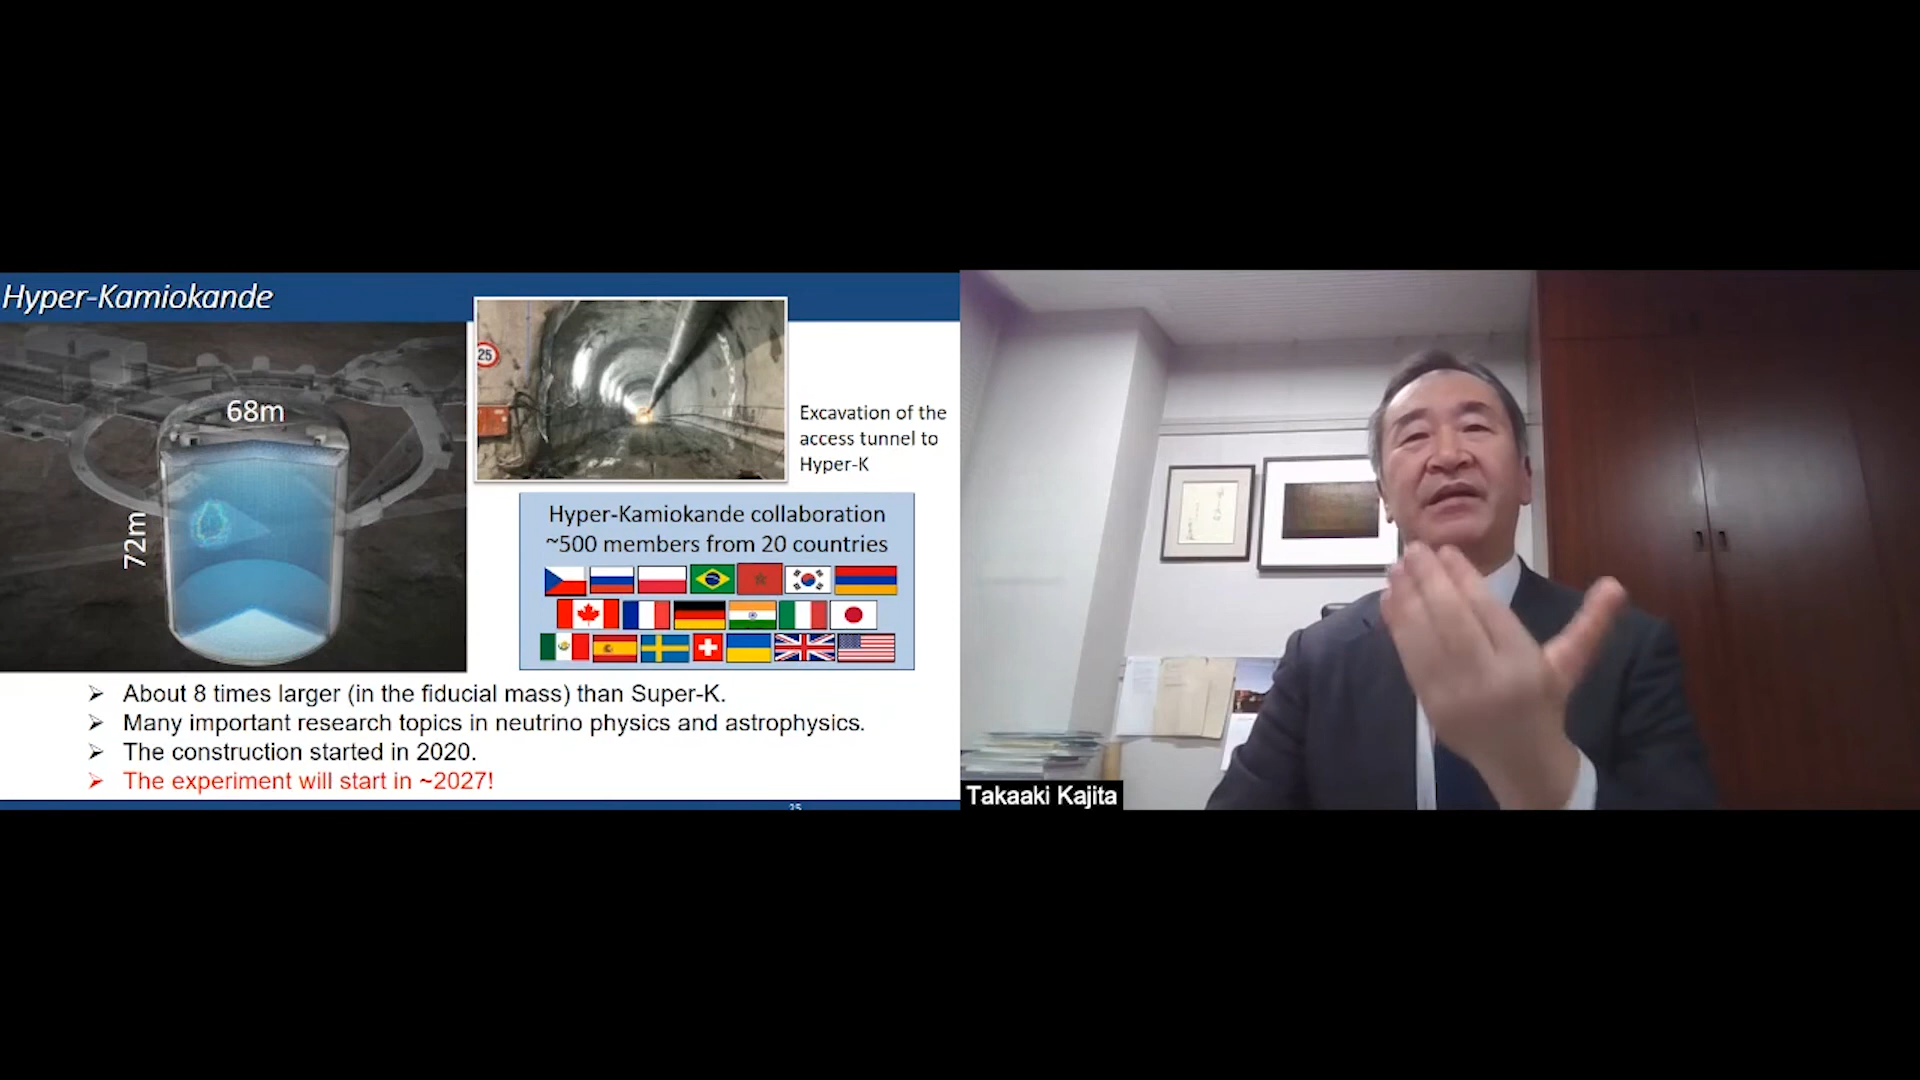 Hyper-Kamiokande
68m
72m
25
Excavation of the
access tunnel to
Hyper-K
Hyper-Kamiokande collaboration
~500 members from 20 countries
➢ About 8 times larger (in the fiducial mass) than Super-K.
➢ Many important research topics in neutrino physics and astrophysics.
➢ The construction started in 2020.
➢ The experiment will start in ~2027!
Takaaki Kajita